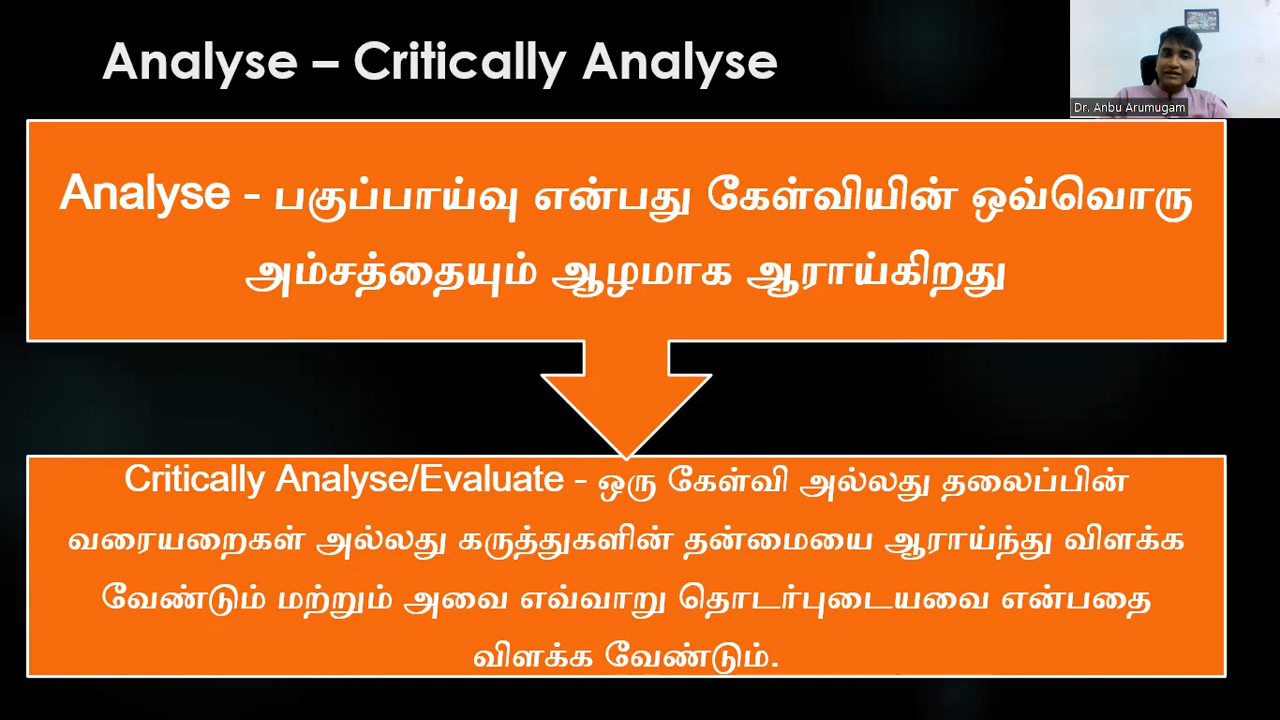 Analyse – Critically Analyse
Dr. Anbu Arumugam
Analyse - பகுப்பாய்வு என்பது கேள்வியின் ஒவ்வொரு
அம்சத்தையும் ஆழமாக ஆராய்கிறது
Critically Analyse/Evaluate - ஒரு கேள்வி அல்லது தலைப்பின்
வரையறைகள் அல்லது கருத்துகளின் தன்மையை ஆராய்ந்து விளக்க
வேண்டும் மற்றும் அவை எவ்வாறு தொடர்புடையவை என்பதை
விளக்க வேண்டும்.